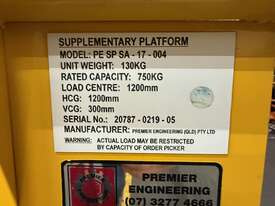 SUPPLEMENTARY PLATFORM
MODEL: PE SP SA - 17 - 004
UNIT WEIGHT: 130KG
RATED CAPACITY: 750KG
LOAD CENTRE: 1200mm
HCG: 1200mm
VCG: 300mm
SERIAL No.: 20787 - 0219 - 05
MANUFACTURER: PREMIER ENGINEERING (QLD) PTY LTD
WARNING: ACTUAL RATED CAPACITY MAY BE RESTRICTED
BY CAPACITY OF ORDER PICKER
PREMIER
ENGINEERING
(07) 3277 4666